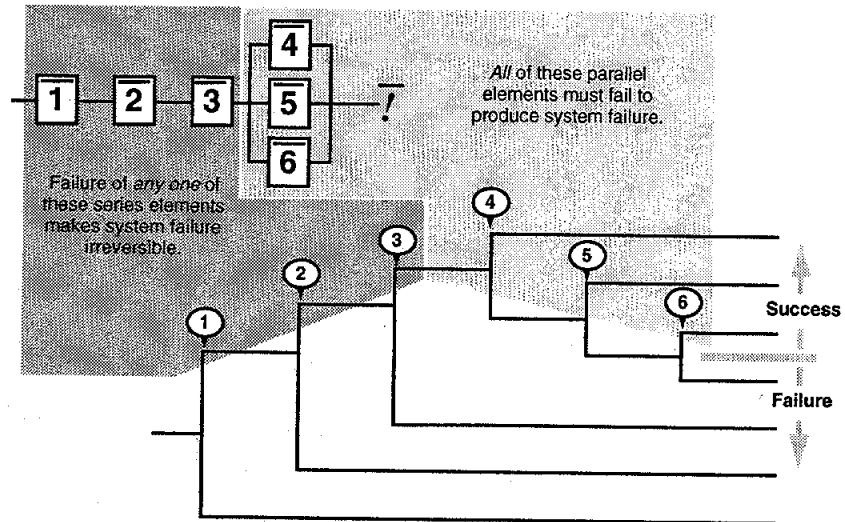 1 2 3 4 5 6 !
All of these parallel
elements must fail to
produce system failure.
Failure of any one of
these series elements
makes system failure
irreversible.
4
3
5
2
6
1
Success
Failure